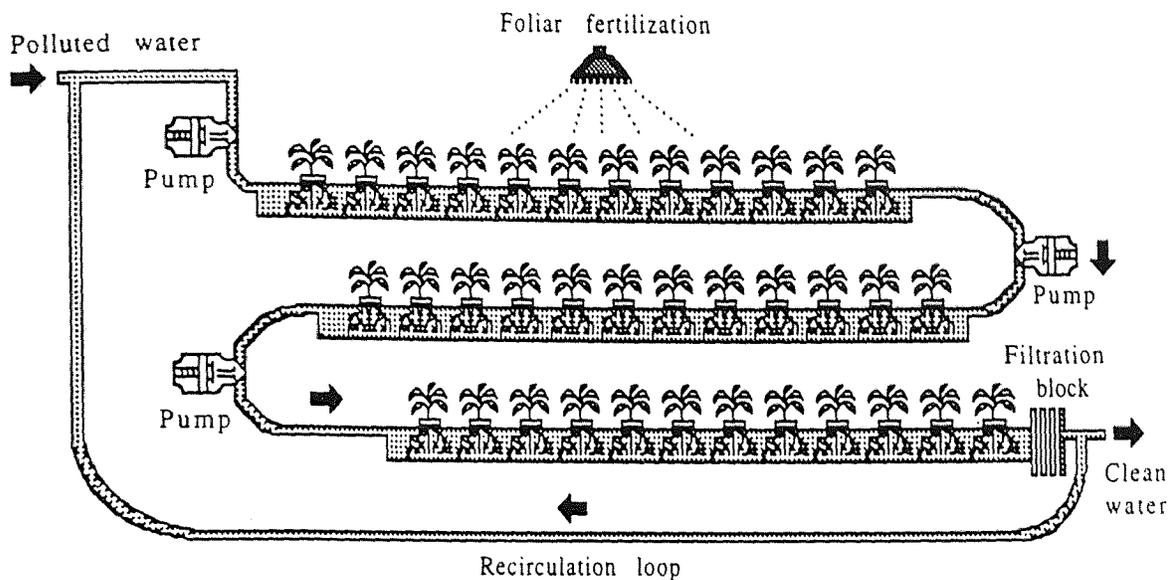 Foliar fertilization
Polluted water
Pump
Pump
Filtration
block
Pump
Clean
water
Recirculation loop